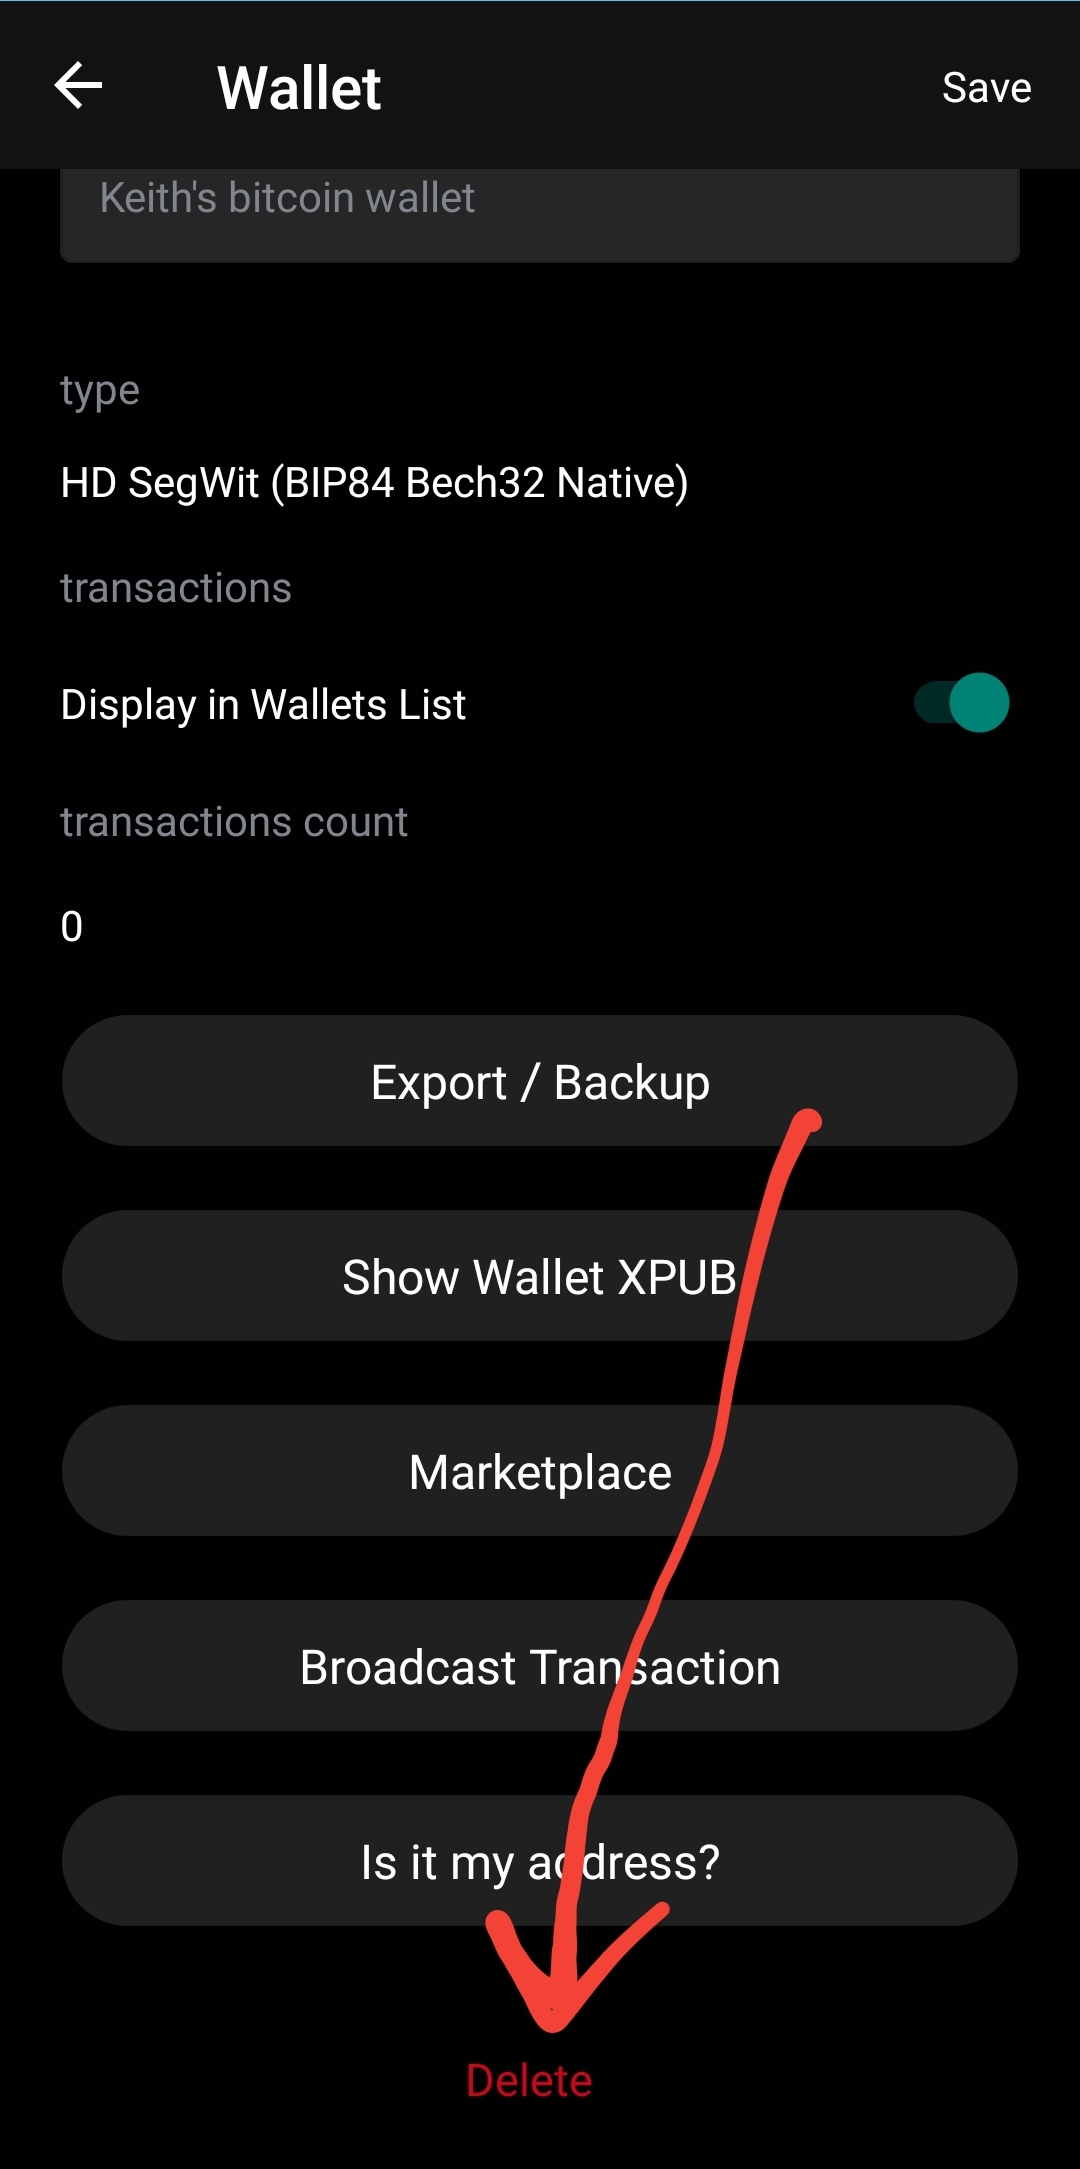 Wallet
Save
Keith's bitcoin wallet
type
HD SegWit (BIP84 Bech32 Native)
transactions
Display in Wallets List
transactions count
0
Export / Backup
Show Wallet XPUB
Marketplace
Broadcast Transaction
Is it my address?
Delete